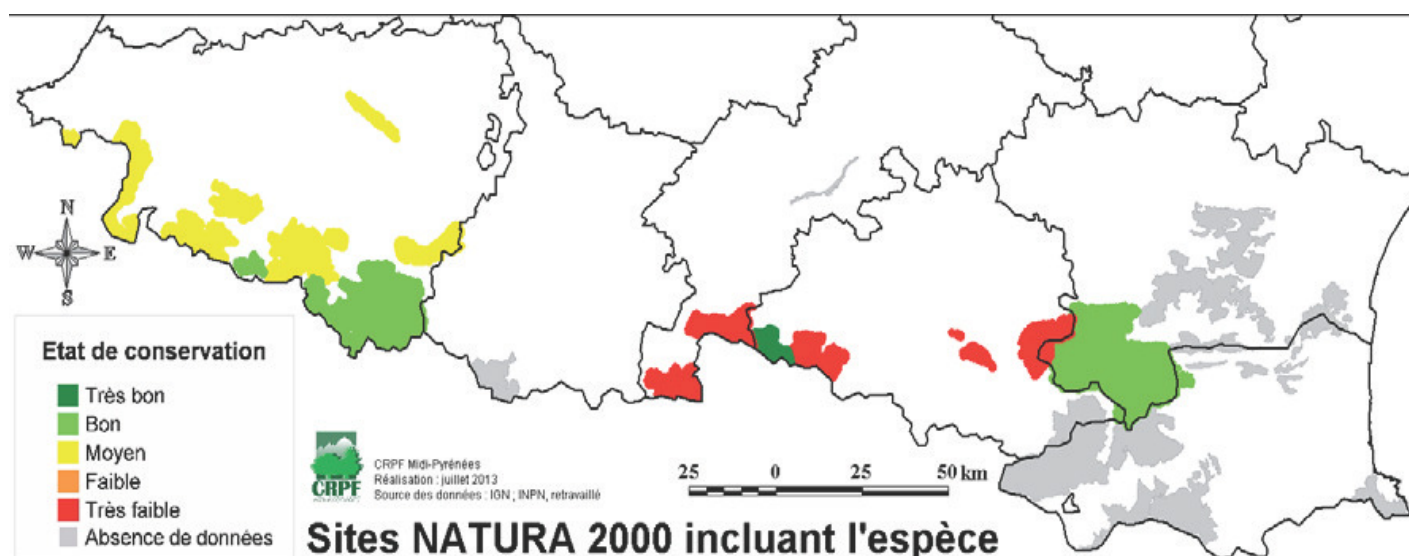 N
W E
S
Etat de conservation
Très bon
Bon
Moyen
Faible
Très faible
Absence de données
CRPF
CRPF Midi-Pyrénées
Réalisation : juillet 2013
Source des données : IGN ; INPN, retravaillé
25 0 25 50 km
Sites NATURA 2000 incluant l'espèce